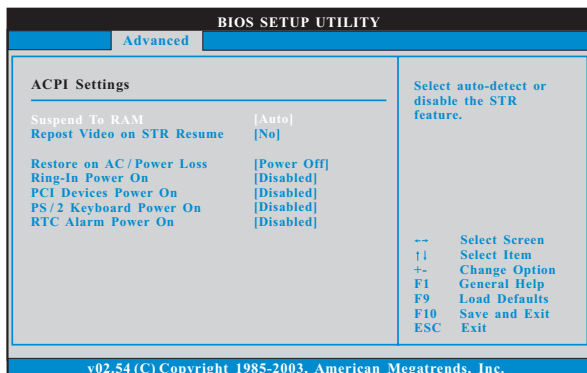 BIOS SETUP UTILITY
Advanced
ACPI Settings
Suspend To RAM [Auto]
Repost Video on STR Resume [No]
Restore on AC / Power Loss [Power Off]
Ring-In Power On [Disabled]
PCI Devices Power On [Disabled]
PS / 2 Keyboard Power On [Disabled]
RTC Alarm Power On [Disabled]
Select auto-detect or
disable the STR
feature.
←→ Select Screen
↑↓ Select Item
+- Change Option
F1 General Help
F9 Load Defaults
F10 Save and Exit
ESC Exit
v02.54 (C) Copyright 1985-2003, American Megatrends, Inc.